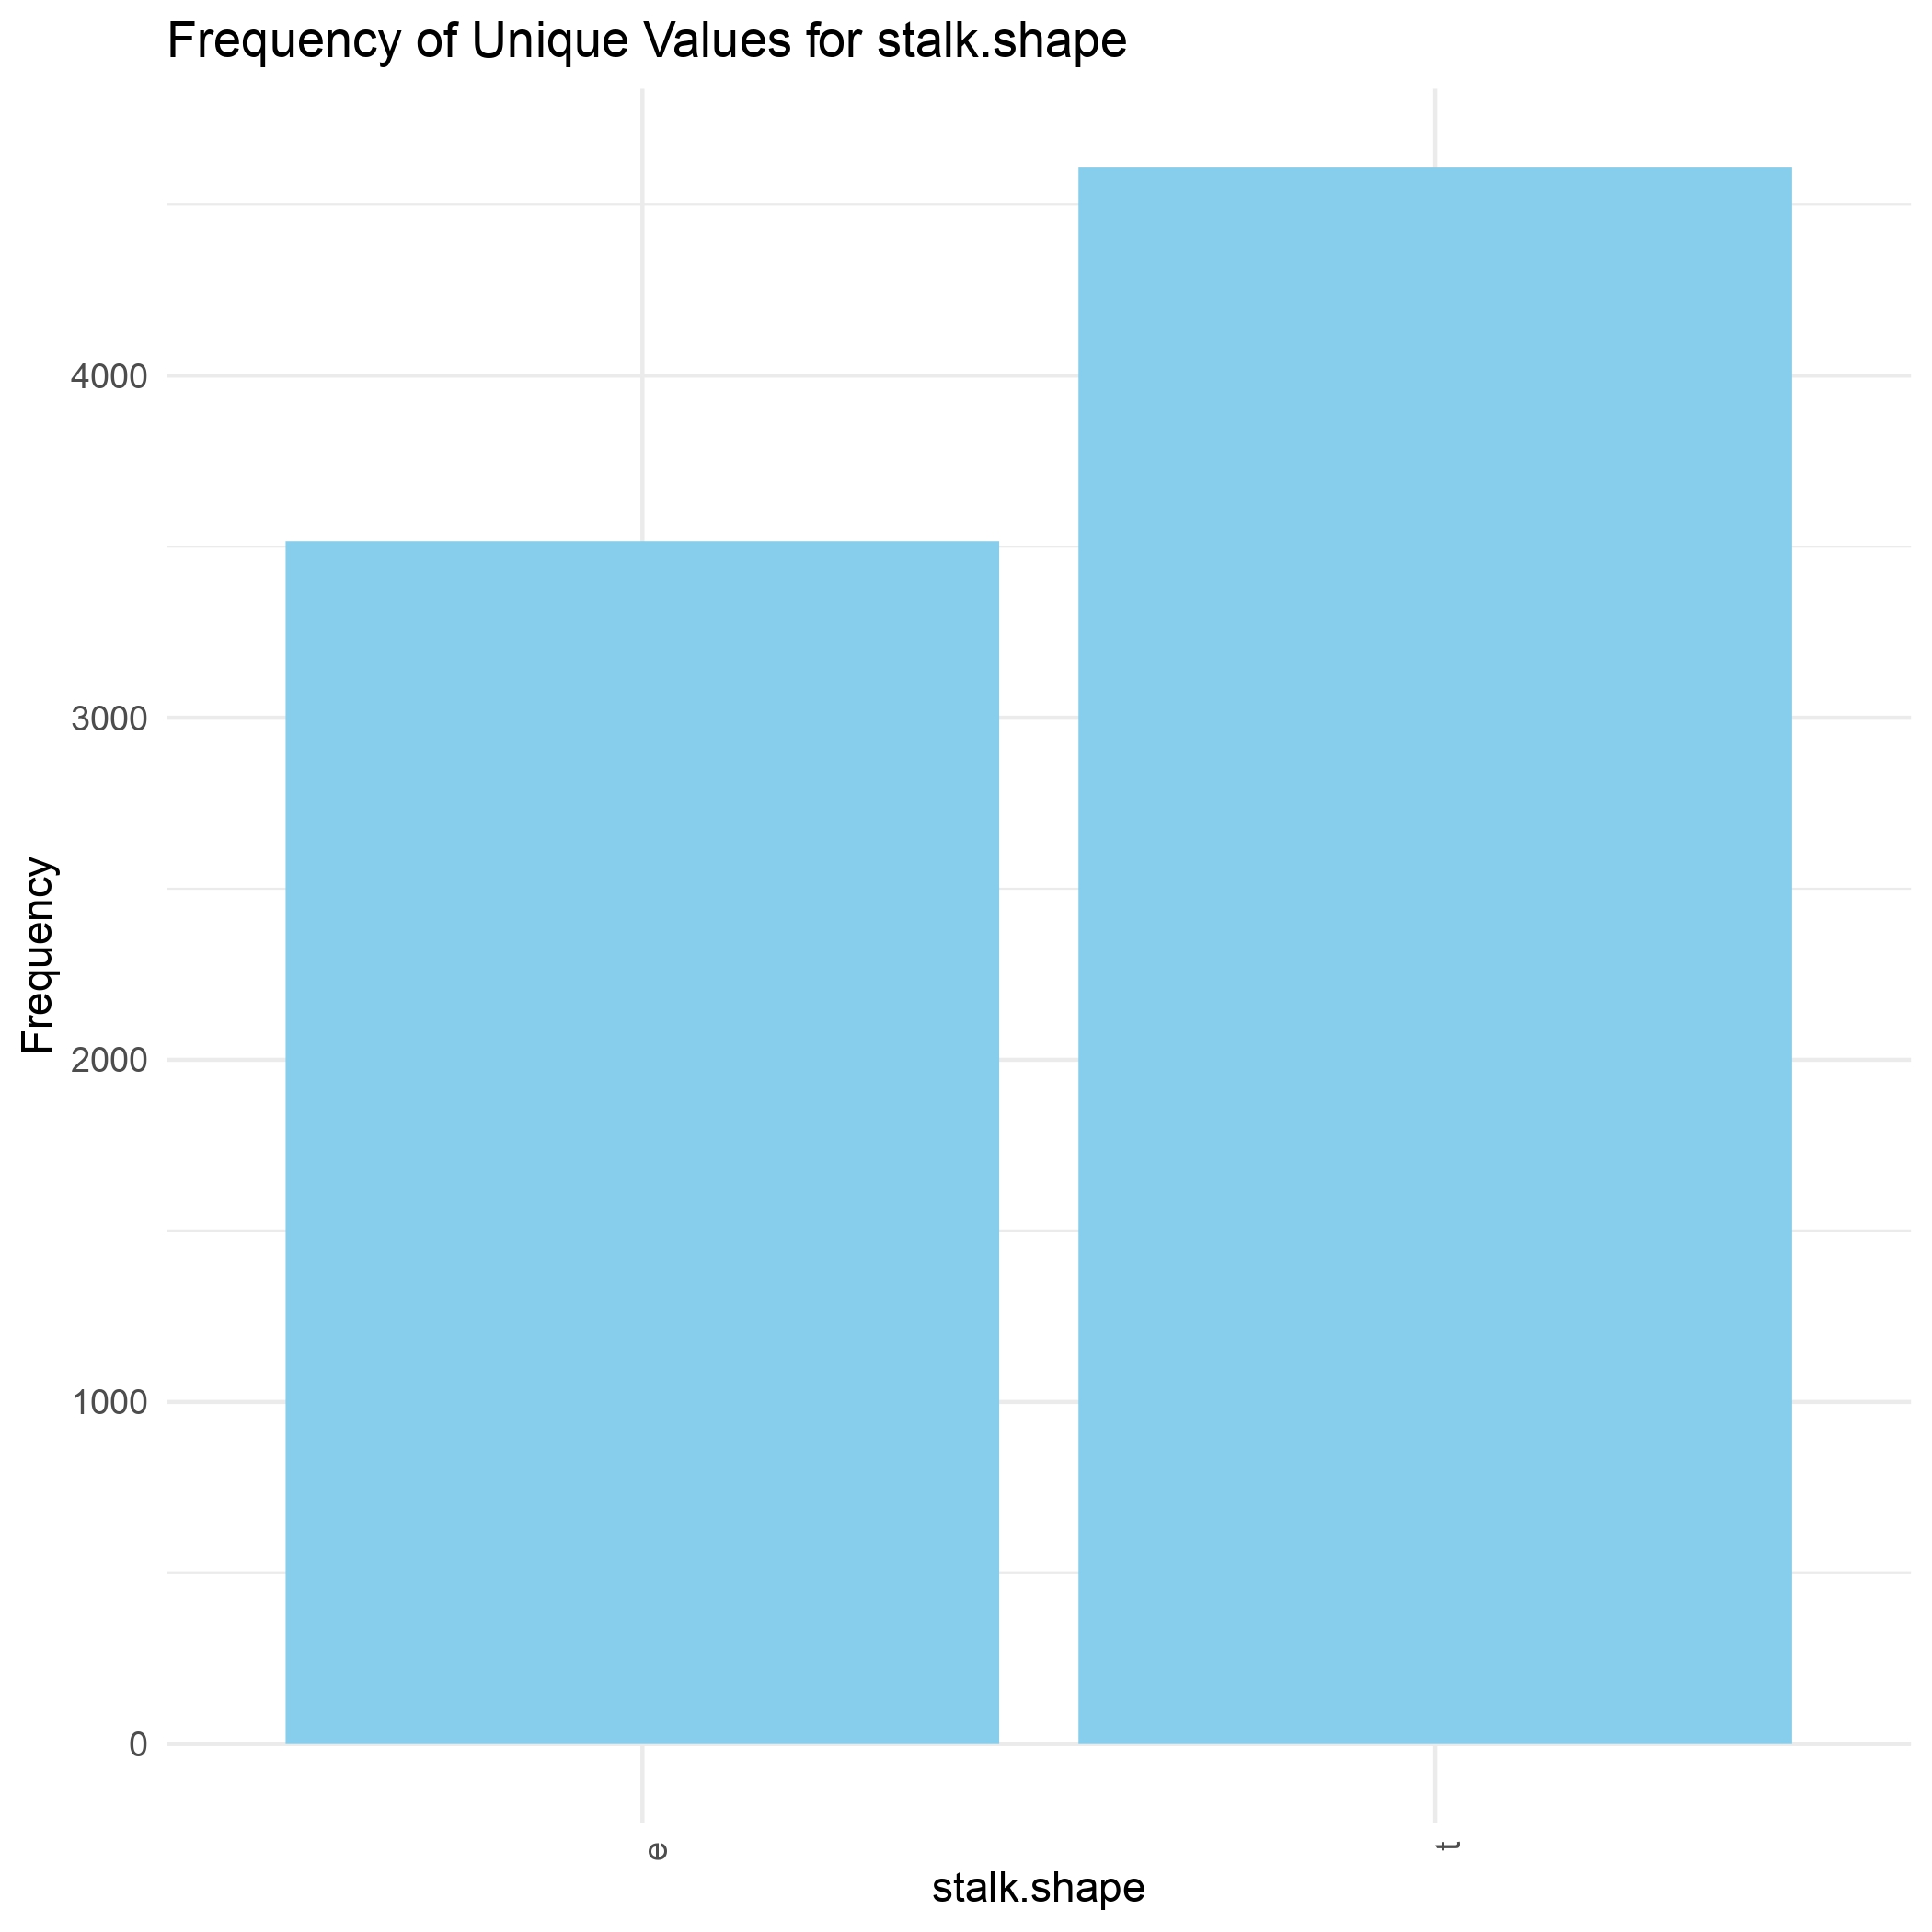 Frequency of Unique Values for stalk.shape
4000
3000
2000
1000
0
Frequency
e
t
stalk.shape